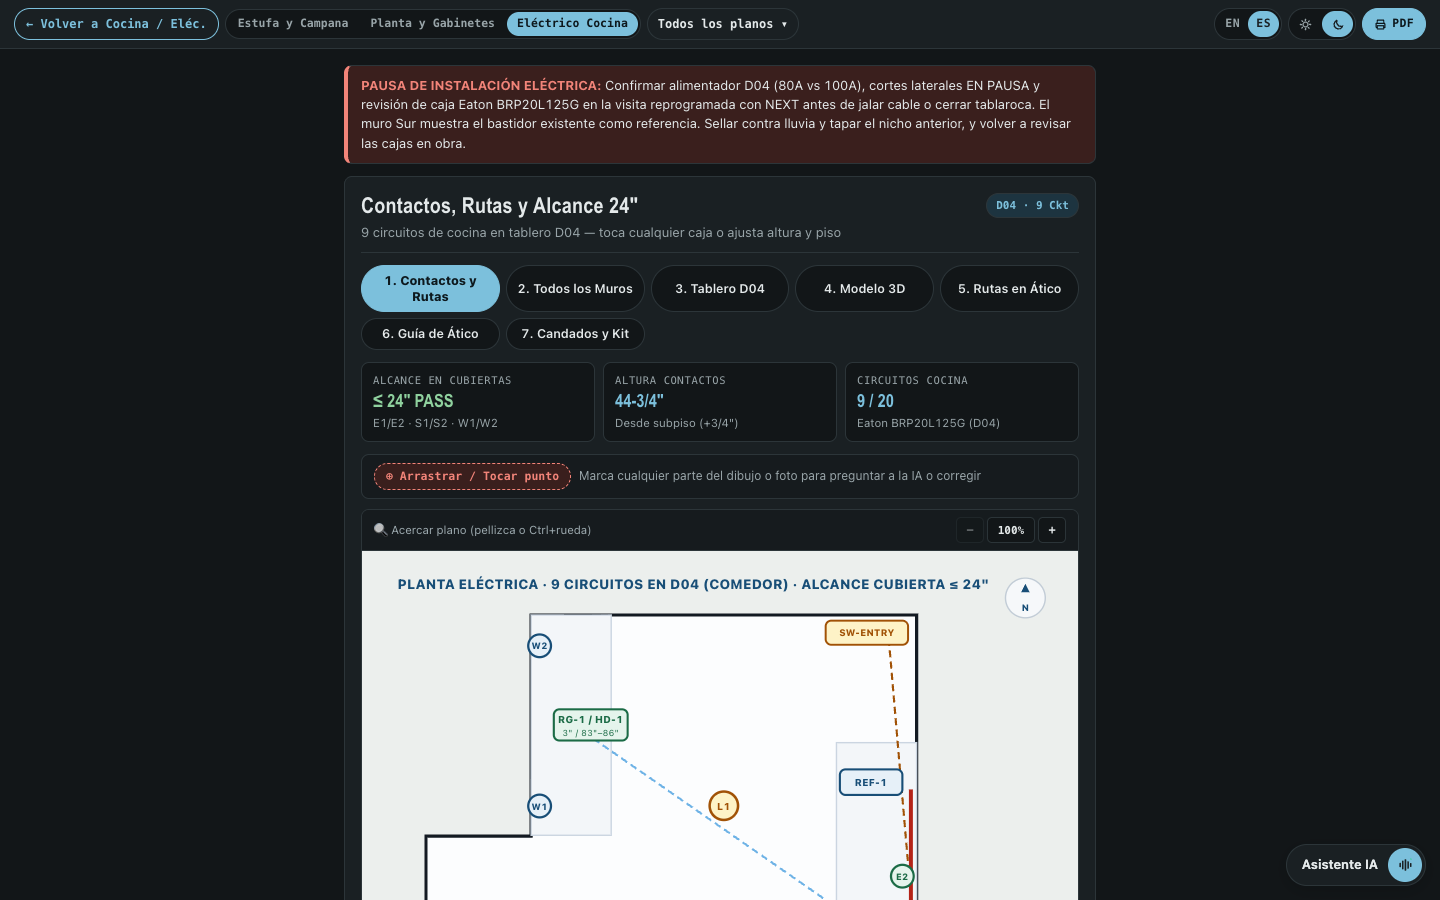 ← Volver a Cocina / Eléc.
Estufa y Campana
Planta y Gabinetes
Eléctrico Cocina
Todos los planos ▾
EN
ES
PDF
PAUSA DE INSTALACIÓN ELÉCTRICA: Confirmar alimentador D04 (80A vs 100A), cortes laterales EN PAUSA y
revisión de caja Eaton BRP20L125G en la visita reprogramada con NEXT antes de jalar cable o cerrar tablaroca. El
muro Sur muestra el bastidor existente como referencia. Sellar contra lluvia y tapar el nicho anterior, y volver a revisar
las cajas en obra.
Contactos, Rutas y Alcance 24"
D04 · 9 Ckt
9 circuitos de cocina en tablero D04 — toca cualquier caja o ajusta altura y piso
1. Contactos y
Rutas
2. Todos los Muros
3. Tablero D04
4. Modelo 3D
5. Rutas en Ático
6. Guía de Ático
7. Candados y Kit
ALCANCE EN CUBIERTAS
≤ 24" PASS
E1/E2 · S1/S2 · W1/W2
ALTURA CONTACTOS
44-3/4"
Desde subpiso (+3/4")
CIRCUITOS COCINA
9 / 20
Eaton BRP20L125G (D04)
⊕ Arrastrar / Tocar punto
Marca cualquier parte del dibujo o foto para preguntar a la IA o corregir
Acercar plano (pellizca o Ctrl+rueda)
−
100%
+
PLANTA ELÉCTRICA · 9 CIRCUITOS EN D04 (COMEDOR) · ALCANCE CUBIERTA ≤ 24"
▲
N
SW-ENTRY
W2
RG-1 / HD-1
3" / 83"–86"
REF-1
W1
L1
E2
Asistente IA